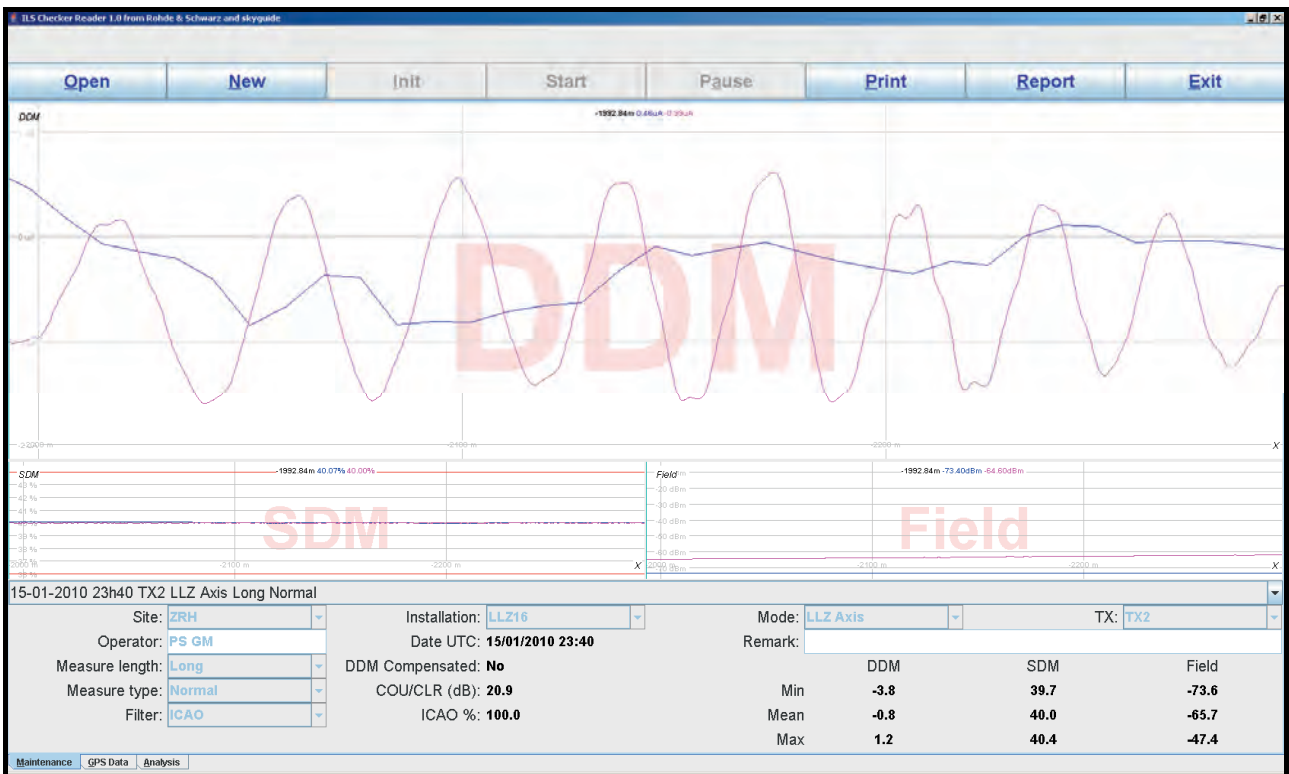 ILS Checker Reader 1.0 from Rohde & Schwarz and skyguide
Open New Init Start Pause Print Report Exit
DDM
-1992.84m 0.46uA -0.99uA
DDM
-2100 m -2200 m X
SDM
-1992.84m 40.07% 40.00%
42 %
41 %
39 %
38 %
SDM
-2100 m -2200 m X
Field
-1992.84m -73.40dBm -64.60dBm
-20 dBm
-30 dBm
-40 dBm
Field
-2100 m -2200 m X
15-01-2010 23h40 TX2 LLZ Axis Long Normal
Site: ZRH Installation: LLZ16 Mode: LLZ Axis TX: TX2
Operator: PS GM Date UTC: 15/01/2010 23:40 Remark:
Measure length: Long DDM Compensated: No DDM SDM Field
Measure type: Normal COU/CLR (dB): 20.9 Min -3.8 39.7 -73.6
Filter: ICAO ICAO %: 100.0 Mean -0.8 40.0 -65.7
Max 1.2 40.4 -47.4
Maintenance GPS Data Analysis